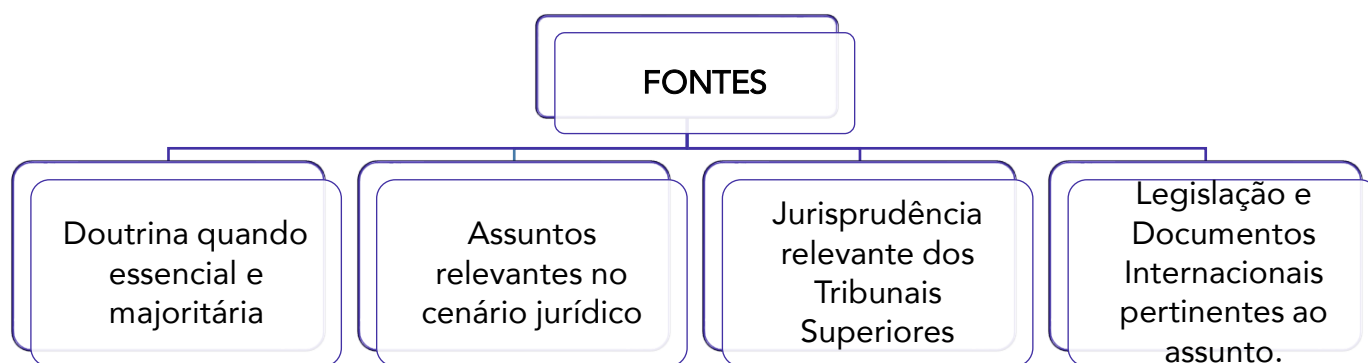 FONTES
Doutrina quando
essencial e
majoritária
Assuntos
relevantes no
cenário jurídico
Jurisprudência
relevante dos
Tribunais
Superiores
Legislação e
Documentos
Internacionais
pertinentes ao
assunto.